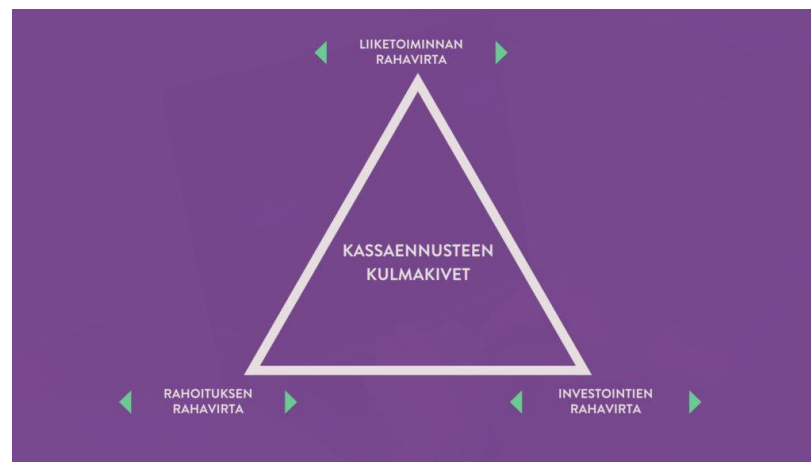 LIIKETOIMINNAN
RAHAVIRTA
KASSAENNUSTEEN
KULMAKIVET
RAHOITUKSEN
RAHAVIRTA
INVESTOINTIEN
RAHAVIRTA